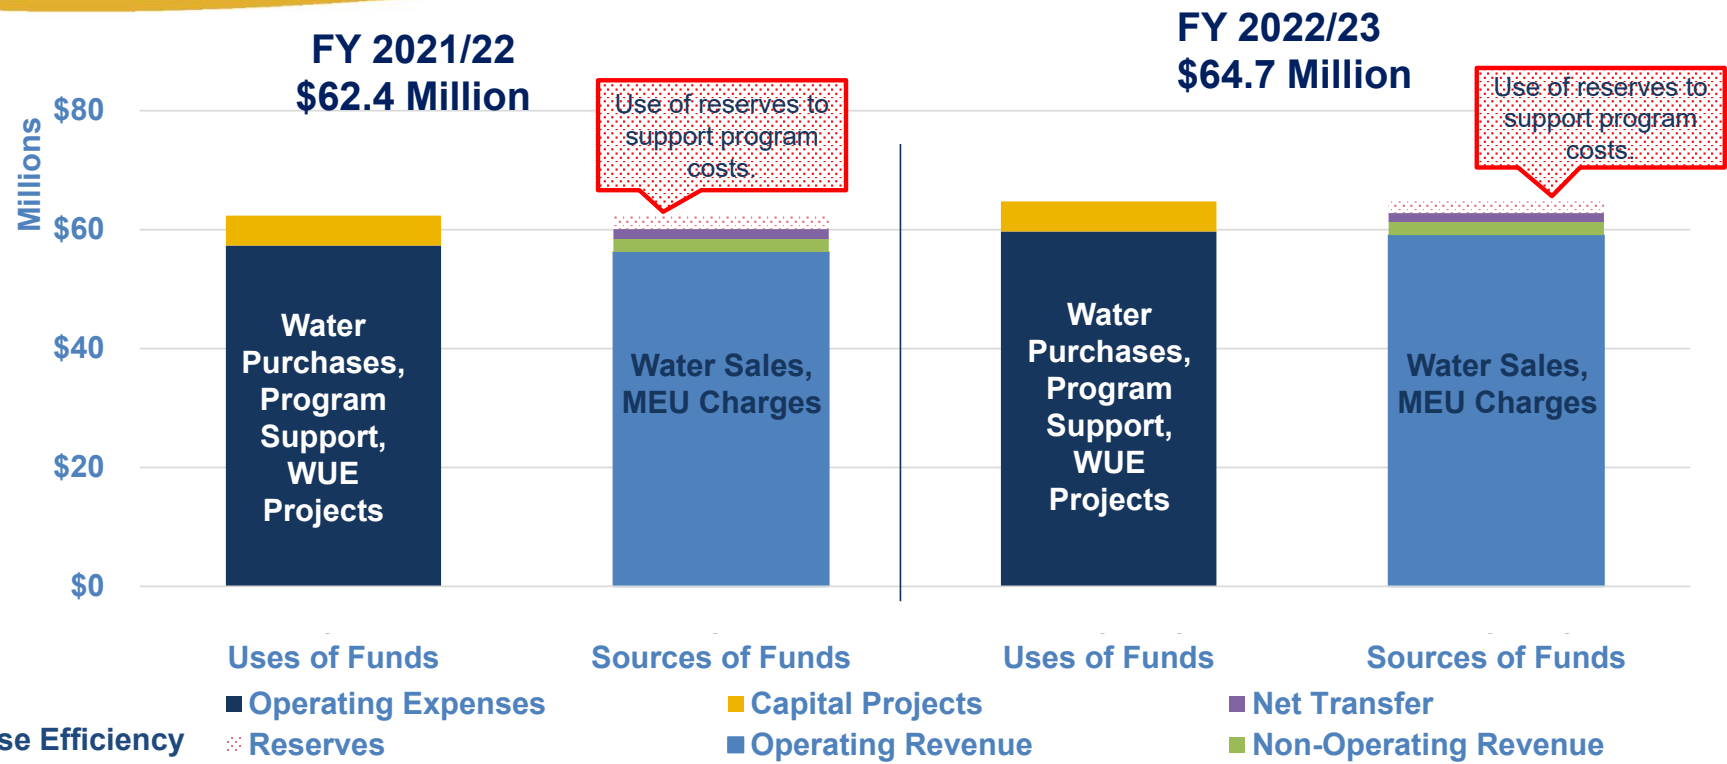 FY 2021/22
$62.4 Million
FY 2022/23
$64.7 Million
Use of reserves to
support program
costs.
Use of reserves to
support program
costs.
Millions
$80
$60
$40
$20
$0
Water
Purchases,
Program
Support,
WUE
Projects
Water Sales,
MEU Charges
Water
Purchases,
Program
Support,
WUE
Projects
Water Sales,
MEU Charges
Uses of Funds
Sources of Funds
Uses of Funds
Sources of Funds
Operating Expenses
Capital Projects
Net Transfer
Reserves
Operating Revenue
Non-Operating Revenue
se Efficiency